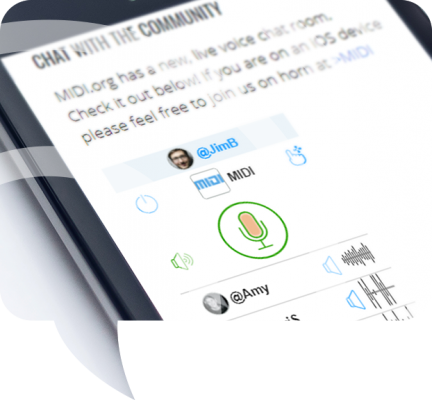 CHAT WITH THE COMMUNITY
MIDI.org has a new, live voice chat room.
Check it out below! If you are on an iOS device
please feel free to join us on horn at >MIDI
@JimB
MIDI MIDI
@Amy